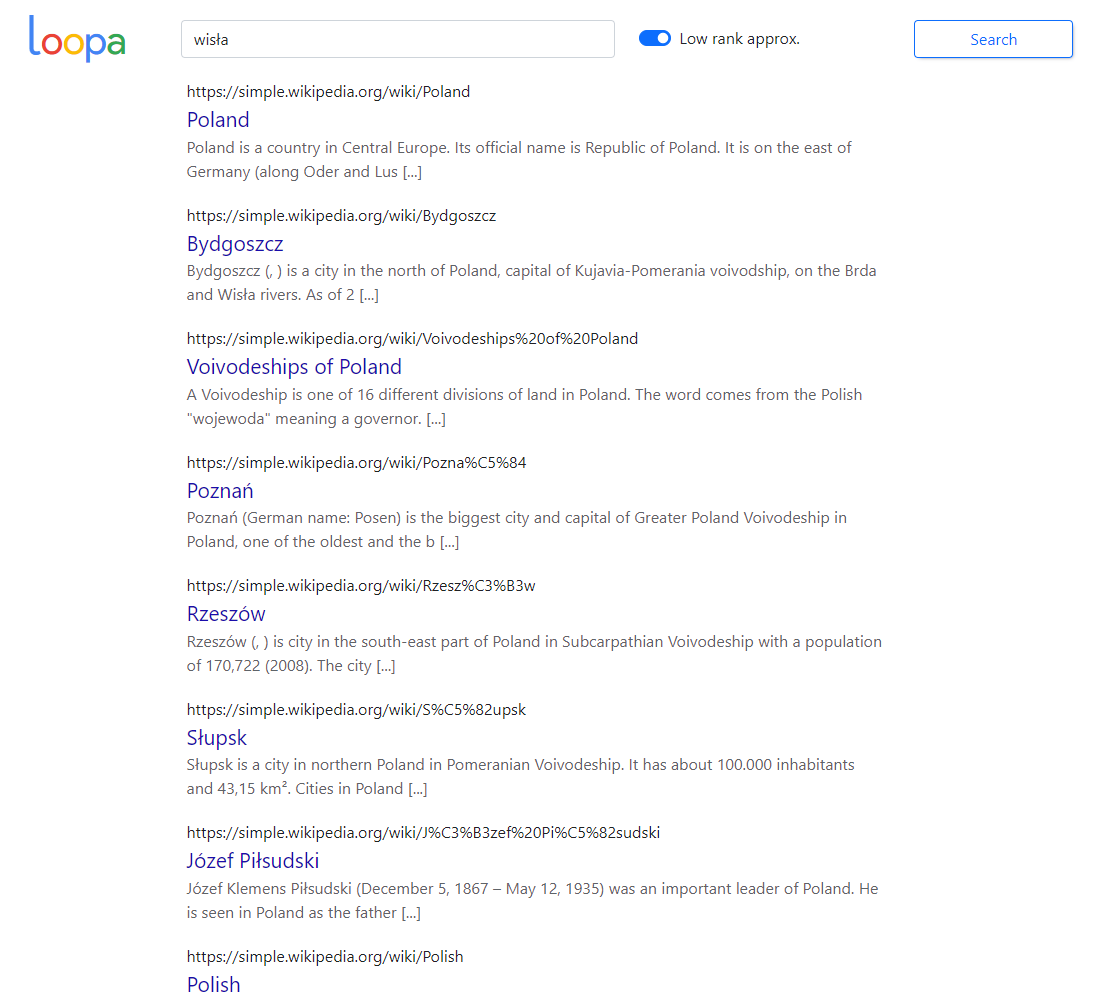 loopa
wisła
Low rank approx.
Search
https://simple.wikipedia.org/wiki/Poland
Poland
Poland is a country in Central Europe. Its official name is Republic of Poland. It is on the east of
Germany (along Oder and Lus [...]
https://simple.wikipedia.org/wiki/Bydgoszcz
Bydgoszcz
Bydgoszcz (, ) is a city in the north of Poland, capital of Kujavia-Pomerania voivodship, on the Brda
and Wisła rivers. As of 2 [...]
https://simple.wikipedia.org/wiki/Voivodeships%20of%20Poland
Voivodeships of Poland
A Voivodeship is one of 16 different divisions of land in Poland. The word comes from the Polish
"wojewoda" meaning a governor. [...]
https://simple.wikipedia.org/wiki/Pozna%C5%84
Poznań
Poznań (German name: Posen) is the biggest city and capital of Greater Poland Voivodeship in
Poland, one of the oldest and the b [...]
https://simple.wikipedia.org/wiki/Rzesz%C3%B3w
Rzeszów
Rzeszów (, ) is city in the south-east part of Poland in Subcarpathian Voivodeship with a population
of 170,722 (2008). The city [...]
https://simple.wikipedia.org/wiki/S%C5%82upsk
Słupsk
Słupsk is a city in northern Poland in Pomeranian Voivodeship. It has about 100.000 inhabitants
and 43,15 km². Cities in Poland [...]
https://simple.wikipedia.org/wiki/J%C3%B3zef%20Pi%C5%82sudski
Józef Piłsudski
Józef Klemens Piłsudski (December 5, 1867 – May 12, 1935) was an important leader of Poland. He
is seen in Poland as the father [...]
https://simple.wikipedia.org/wiki/Polish
Polish